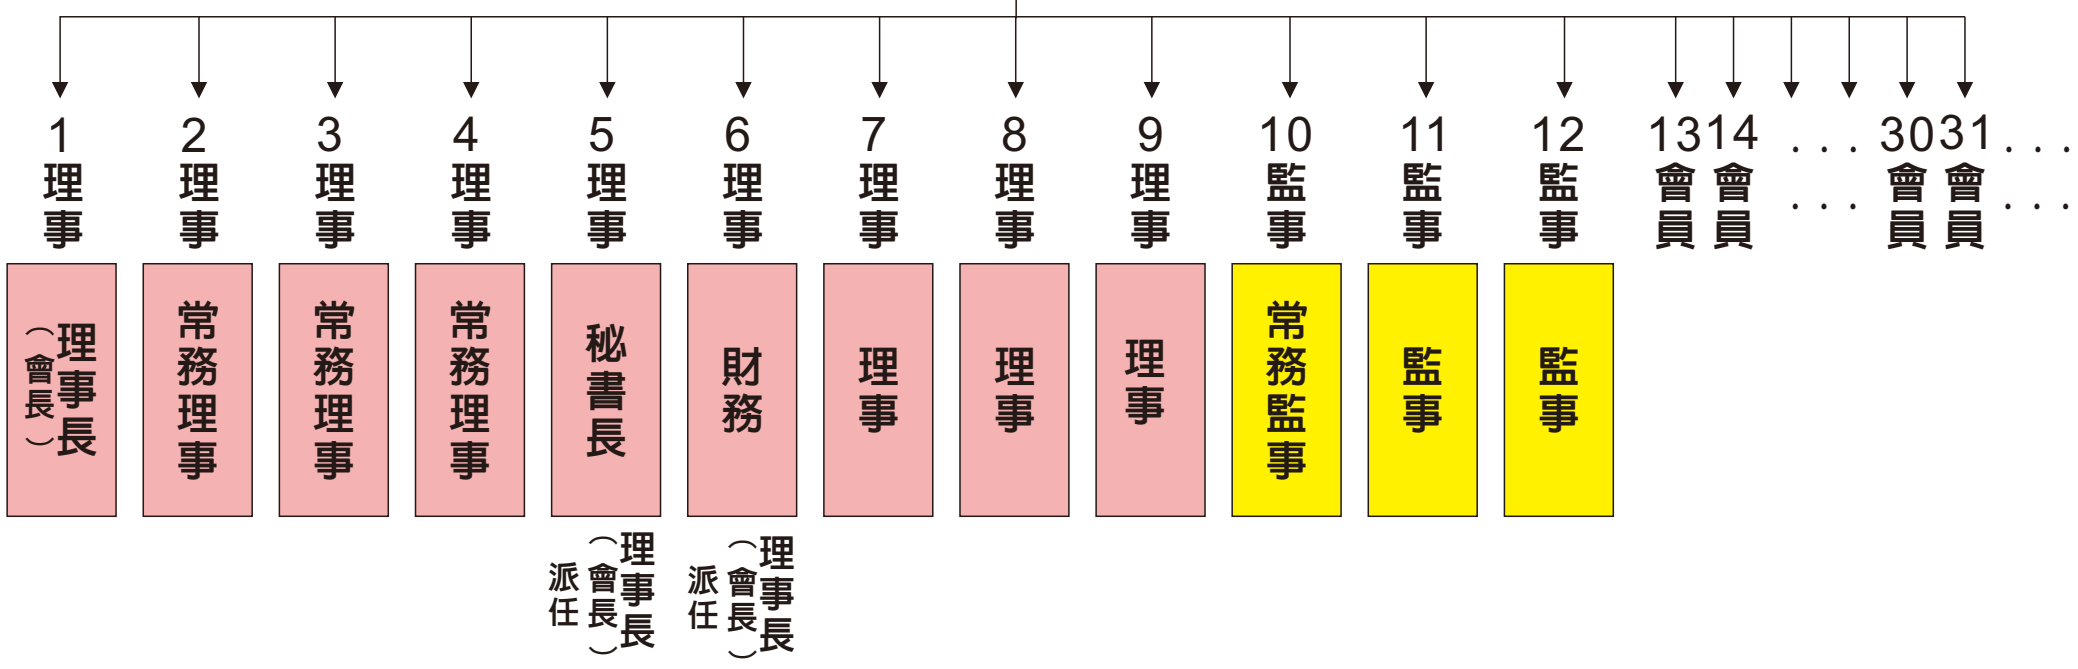 1 2 3 4 5 6 7 8 9 10 11 12 13 14 . . . 30 31 . . .
理事 理事 理事 理事 理事 理事 理事 理事 理事 監事 監事 監事 會員 會員 . . . 會員 會員 . . .
理事長
（會長）
常務理事
常務理事
常務理事
秘書長
財務
理事
理事
理事
常務監事
監事
監事
理事長
（會長）
派任
理事長
（會長）
派任